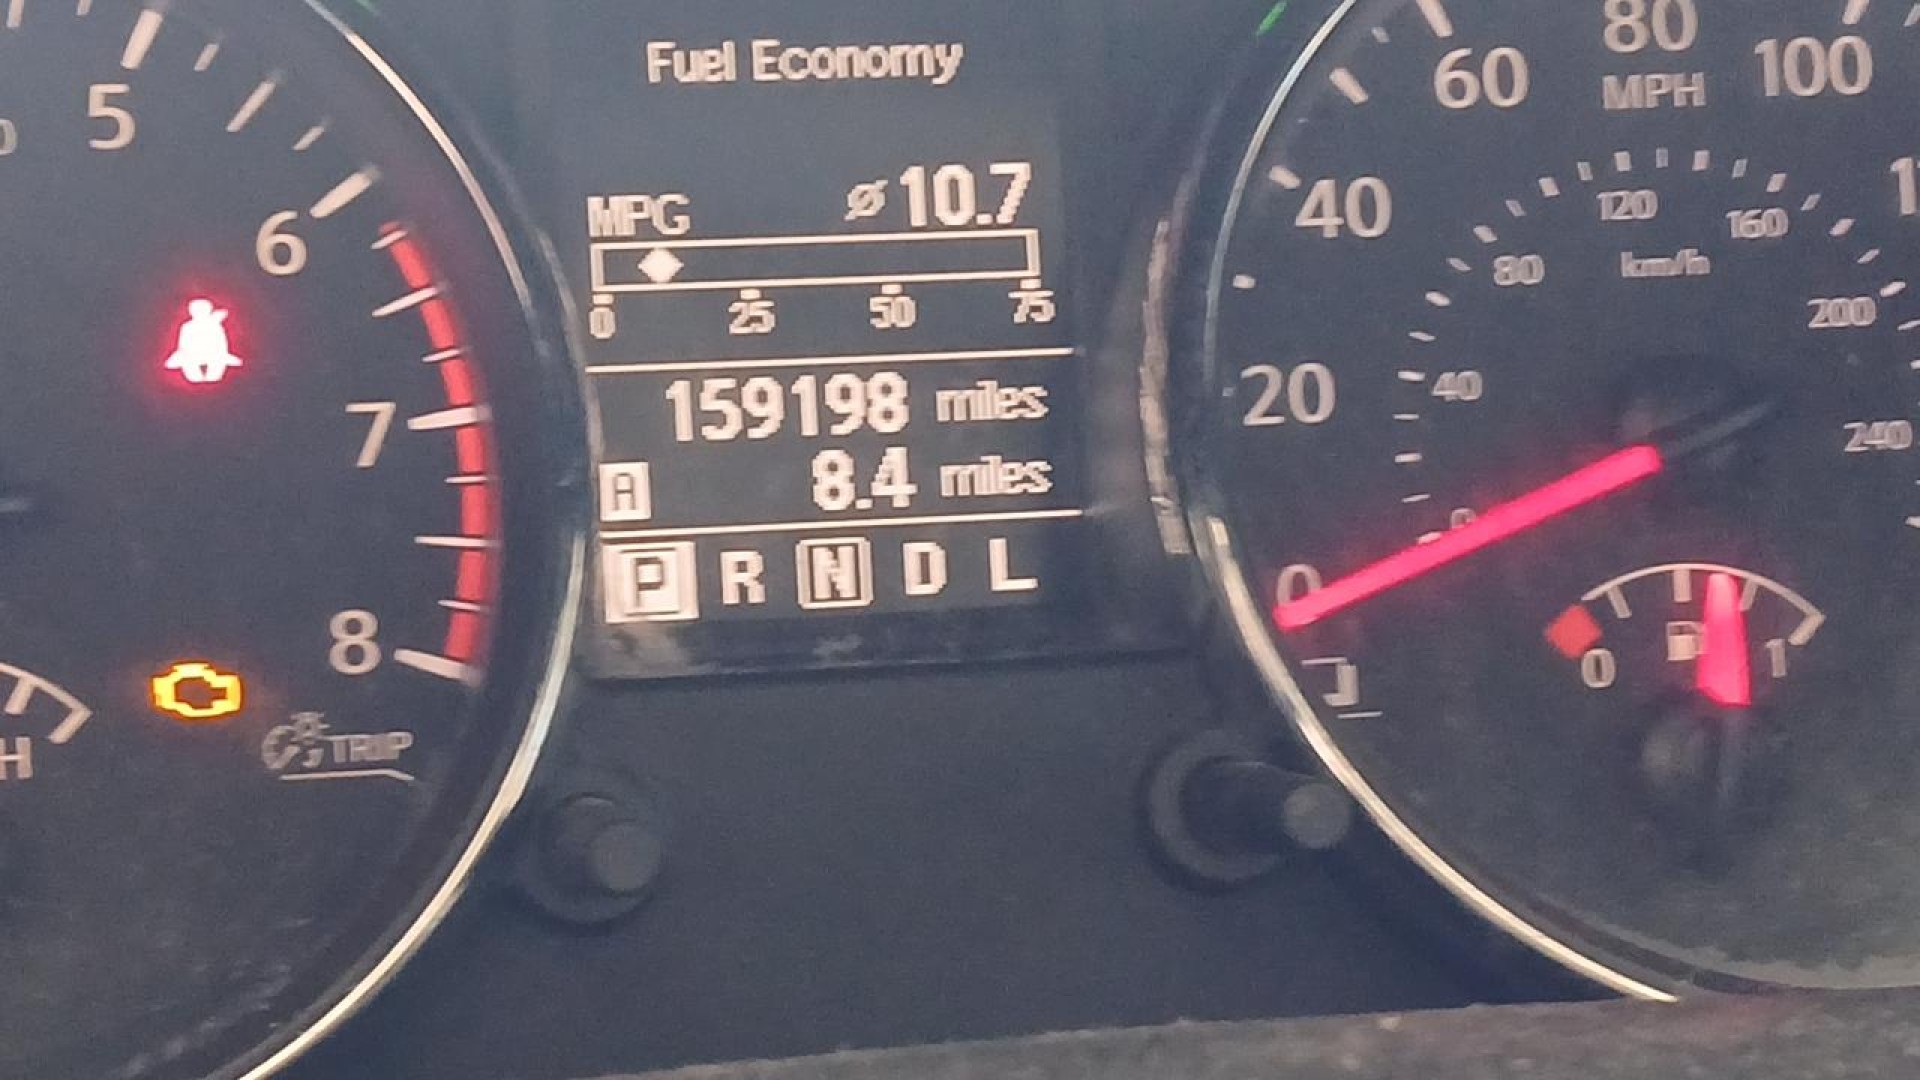 5
6
7
8
H
TRIP
Fuel Economy
MPG ø 10.7
0 25 50 75
159198 miles
A 8.4 miles
P R N D L
0
20
40
60
80
100
MPH
0
40
80
120
160
200
240
km/h
0 1